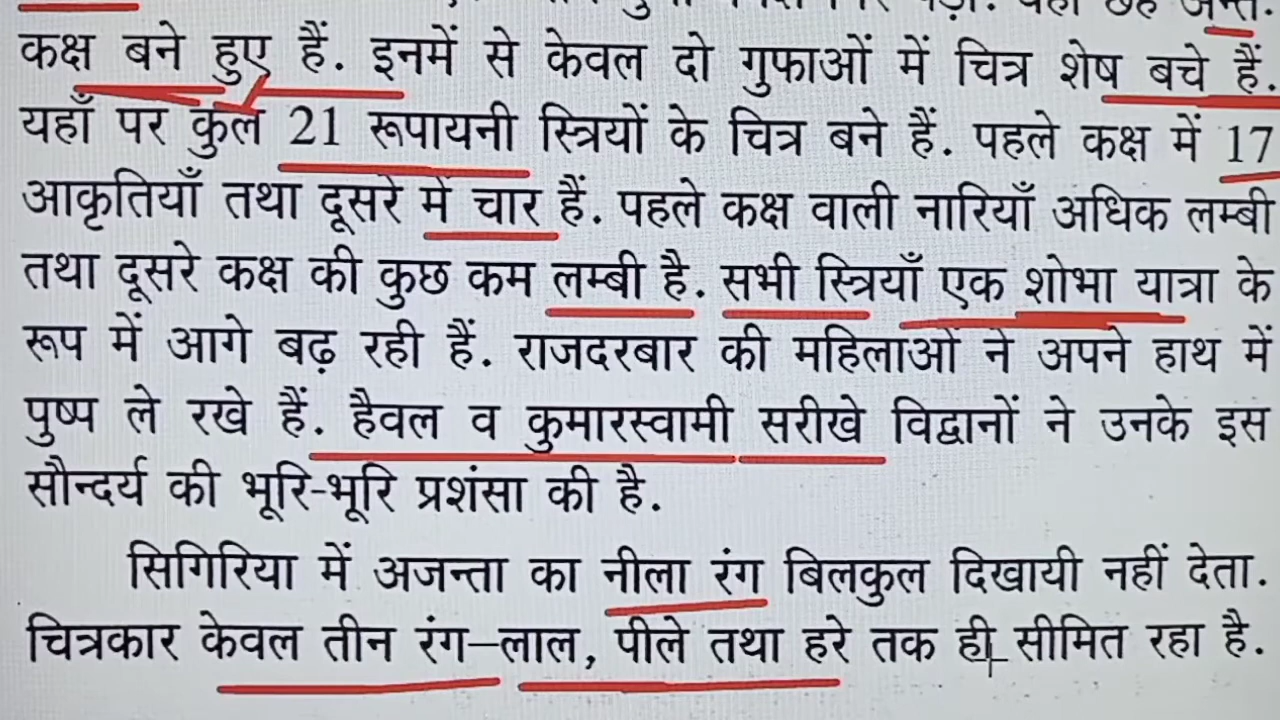 कक्ष बने हुए हैं. इनमें से केवल दो गुफाओं में चित्र शेष बचे हैं.
यहाँ पर कुल 21 रूपायनी स्त्रियों के चित्र बने हैं. पहले कक्ष में 17
आकृतियाँ तथा दूसरे में चार हैं. पहले कक्ष वाली नारियाँ अधिक लम्बी
तथा दूसरे कक्ष की कुछ कम लम्बी है. सभी स्त्रियाँ एक शोभा यात्रा के
रूप में आगे बढ़ रही हैं. राजदरबार की महिलाओं ने अपने हाथ में
पुष्प ले रखे हैं. हैवल व कुमारस्वामी सरीखे विद्वानों ने उनके इस
सौन्दर्य की भूरि-भूरि प्रशंसा की है.
सिगिरिया में अजन्ता का नीला रंग बिलकुल दिखायी नहीं देता.
चित्रकार केवल तीन रंग–लाल, पीले तथा हरे तक ही सीमित रहा है.